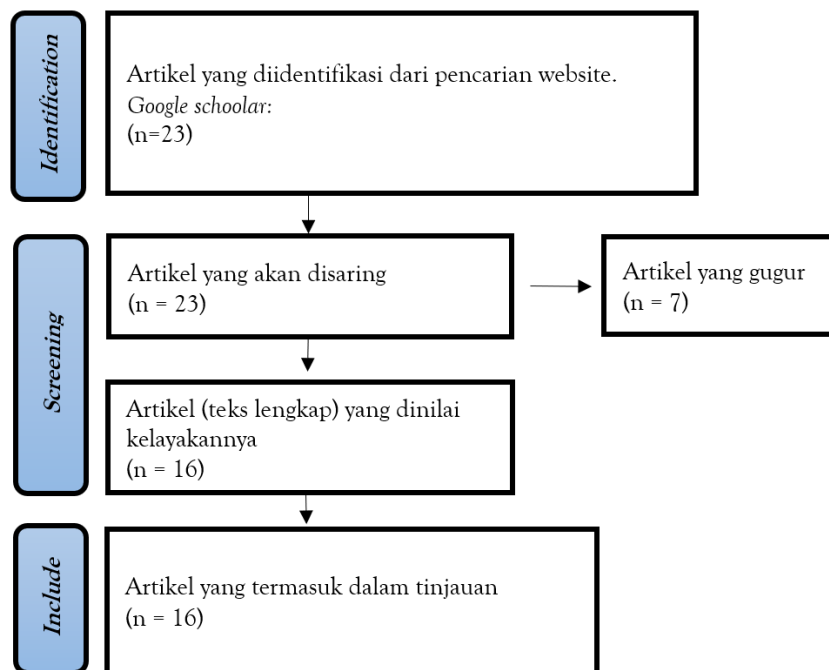 Identification
Artikel yang diidentifikasi dari pencarian website.
Google schoolar:
(n=23)
Screening
Artikel yang akan disaring
(n = 23)
Artikel yang gugur
(n = 7)
Artikel (teks lengkap) yang dinilai
kelayakannya
(n = 16)
Include
Artikel yang termasuk dalam tinjauan
(n = 16)